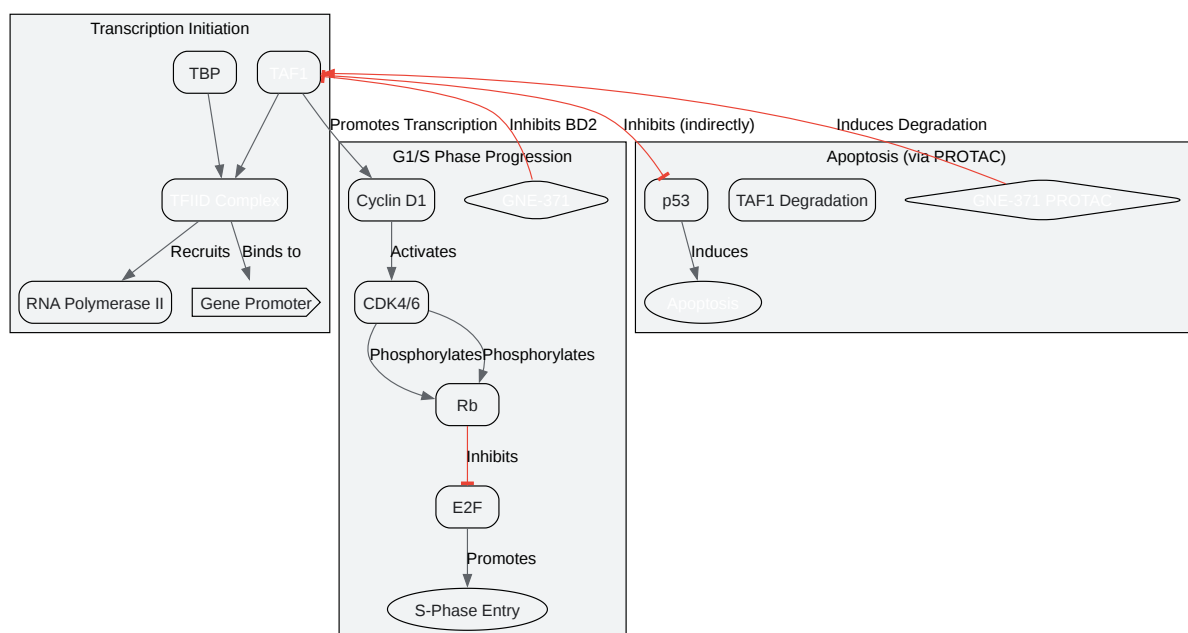 Transcription Initiation
TBP
TAF1
Promotes Transcription
Inhibits BD2
Inhibits (indirectly)
Induces Degradation
G1/S Phase Progression
Apoptosis (via PROTAC)
TFIID Complex
Cyclin D1
GNE-371
p53
TAF1 Degradation
GNE-371 PROTAC
Recruits
Binds to
Activates
Induces
RNA Polymerase II
Gene Promoter
CDK4/6
Apoptosis
Phosphorylates
Phosphorylates
Rb
Inhibits
E2F
Promotes
S-Phase Entry